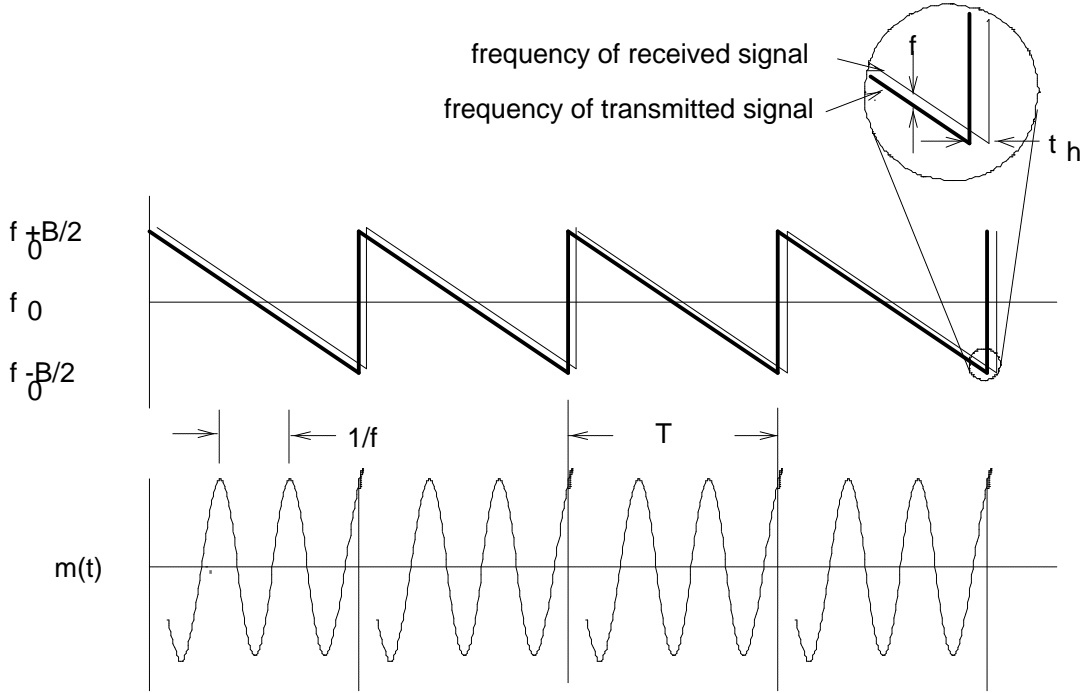 frequency of received signal
f
frequency of transmitted signal
t h
f 0 +B/2
f 0
f 0 -B/2
1/f
T
m(t)